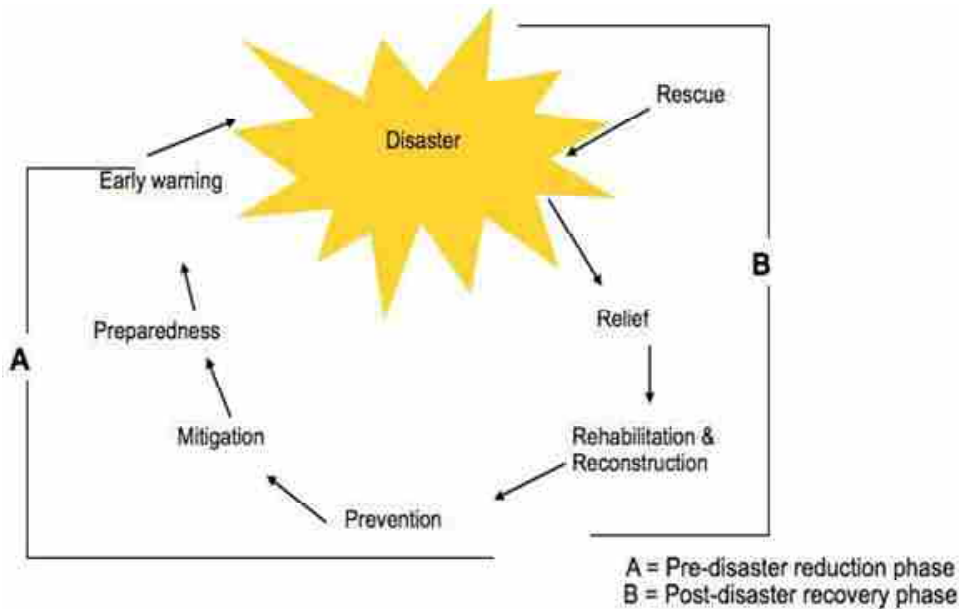 Disaster
Rescue
Early warning
B
Relief
Preparedness
A
Mitigation
Rehabilitation &
Reconstruction
Prevention
A = Pre-disaster reduction phase
B = Post-disaster recovery phase